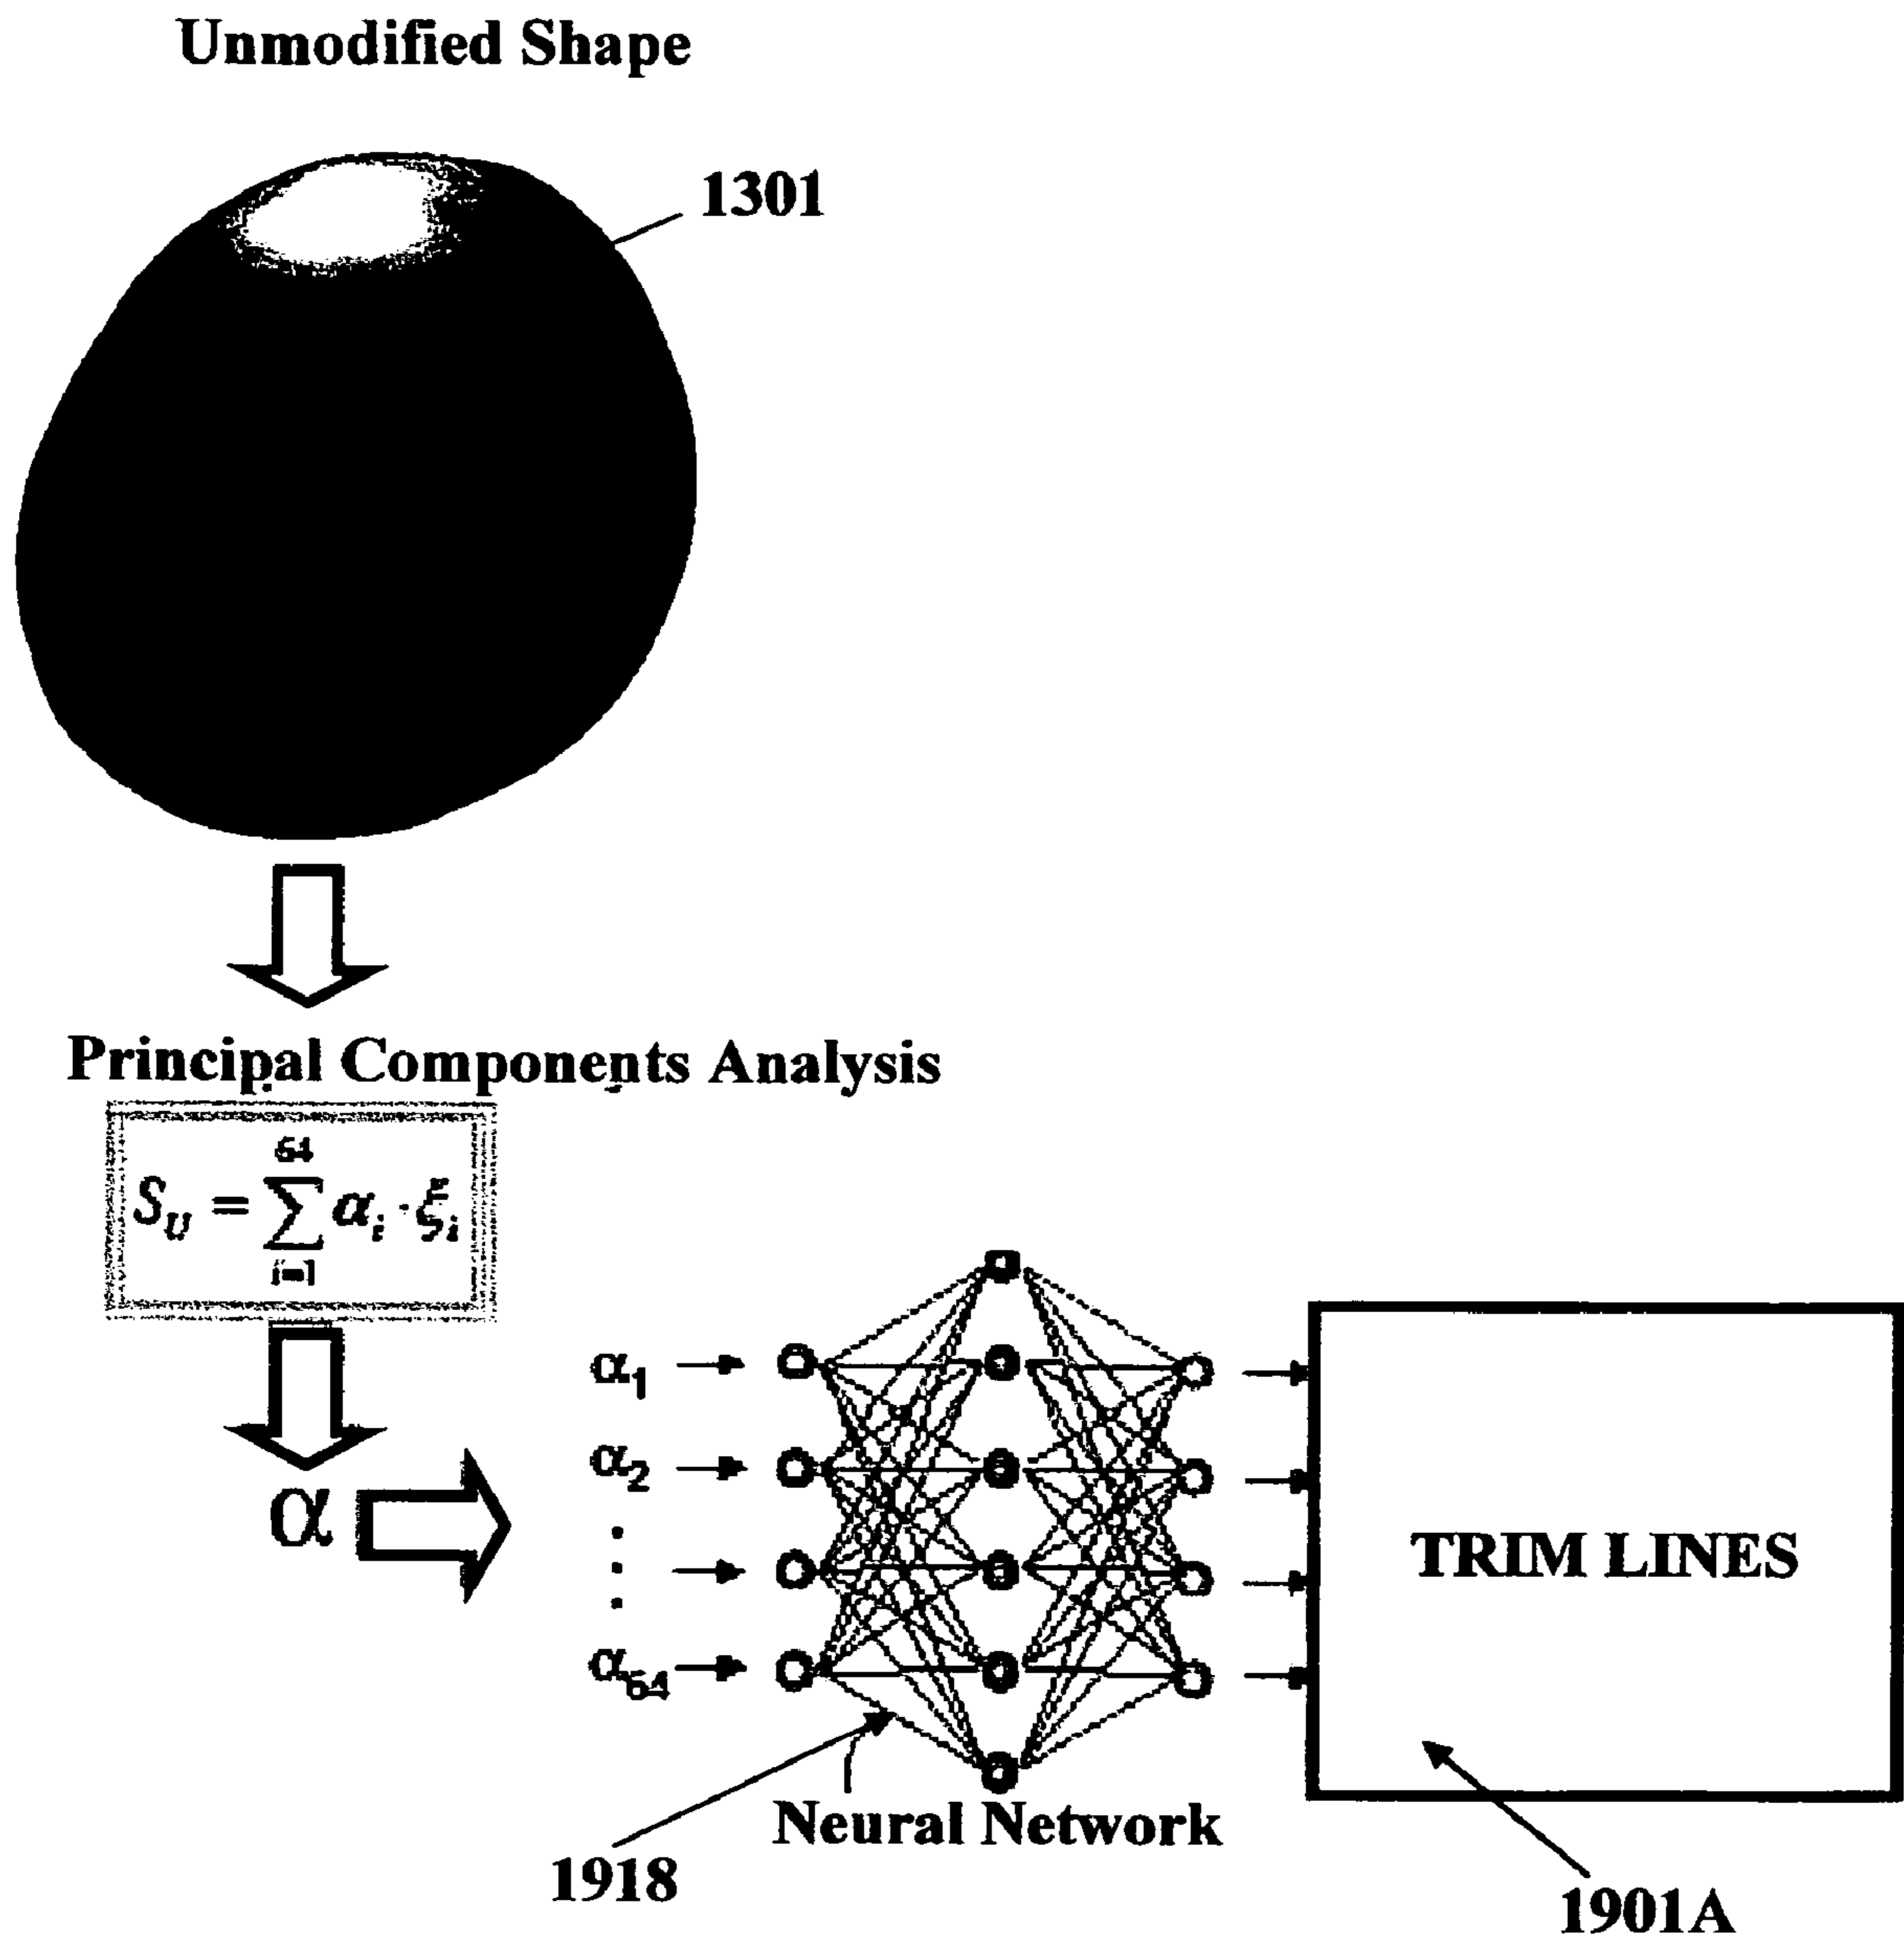 Unmodified Shape
1301
Principal Components Analysis
64
S_U = ∑ α_i · ξ_i
i=1
α₁
α₂
α
TRIM LINES
α₆₄
Neural Network
1918
1901A